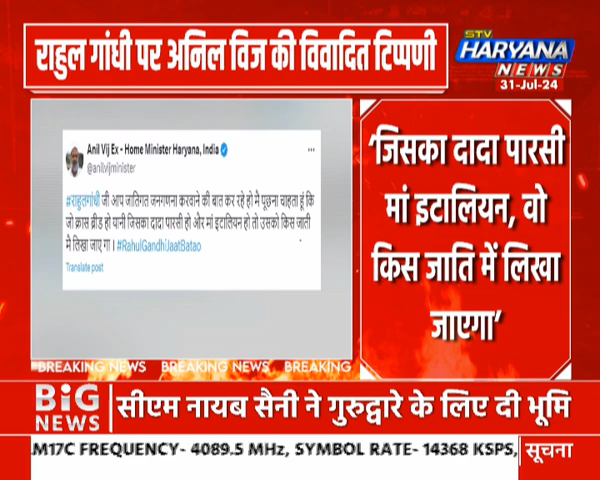 राहुल गांधी पर अनिल विज की विवादित टिप्पणी
STV
HARYANA
NEWS
31-Jul-24
Anil Vij Ex - Home Minister Haryana, India
@anilvijminister
#राहुलगांधी जी आप जातिगत जनगणना करवाने की बात कर रहे हो मै पूछना चाहता हूं कि
जो क्रास ब्रीड हो यानी जिसका दादा पारसी हो और मां इटालियन हो तो उसको किस जाती
मै लिखा जाए गा । #RahulGandhiJaatBatao
Translate post
‘जिसका दादा पारसी
मां इटालियन, वो
किस जाति में लिखा
जाएगा’
BREAKING NEWS BREAKING NEWS BREAKING
BIG
NEWS
सीएम नायब सैनी ने गुरुद्वारे के लिए दी भूमि
.M17C FREQUENCY- 4089.5 MHz, SYMBOL RATE- 14368 KSPS,
सूचना